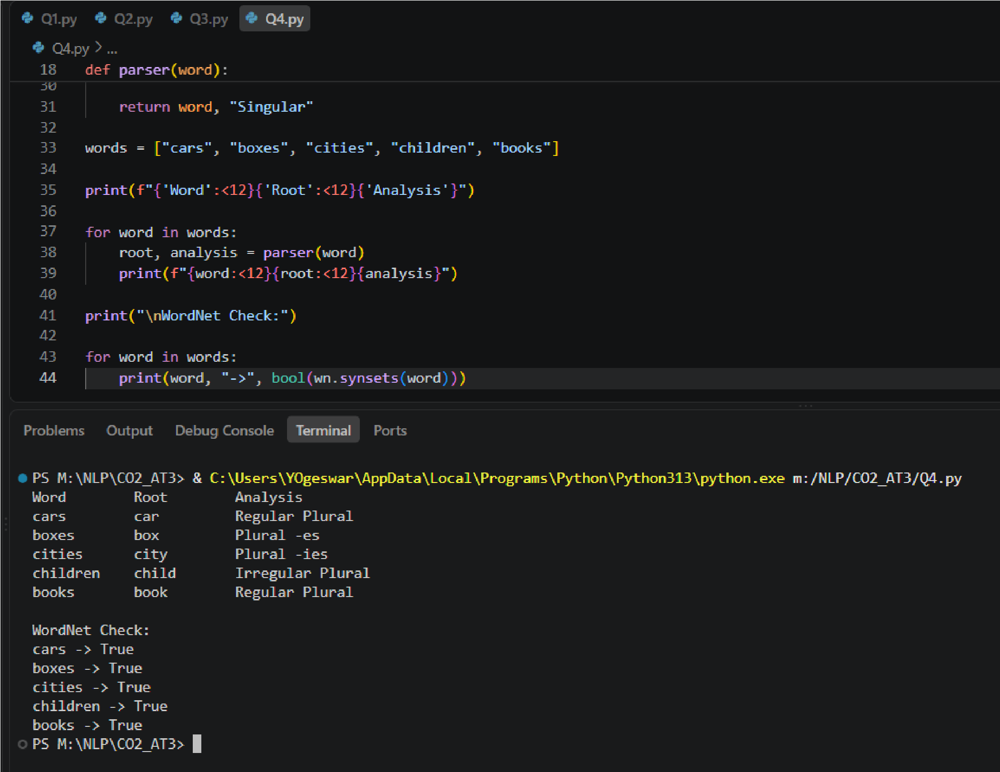 Q1.py Q2.py Q3.py Q4.py
Q4.py > ...
18 def parser(word):
30
31 return word, "Singular"
32
33 words = ["cars", "boxes", "cities", "children", "books"]
34
35 print(f"{'Word':<12}{'Root':<12}{'Analysis'}")
36
37 for word in words:
38 root, analysis = parser(word)
39 print(f"{word:<12}{root:<12}{analysis}")
40
41 print("\nWordNet Check:")
42
43 for word in words:
44 print(word, "->", bool(wn.synsets(word)))
Problems Output Debug Console Terminal Ports
PS M:\NLP\CO2_AT3> & C:\Users\YOgeswar\AppData\Local\Programs\Python\Python313\python.exe m:/NLP/CO2_AT3/Q4.py
Word Root Analysis
cars car Regular Plural
boxes box Plural -es
cities city Plural -ies
children child Irregular Plural
books book Regular Plural
WordNet Check:
cars -> True
boxes -> True
cities -> True
children -> True
books -> True
PS M:\NLP\CO2_AT3>